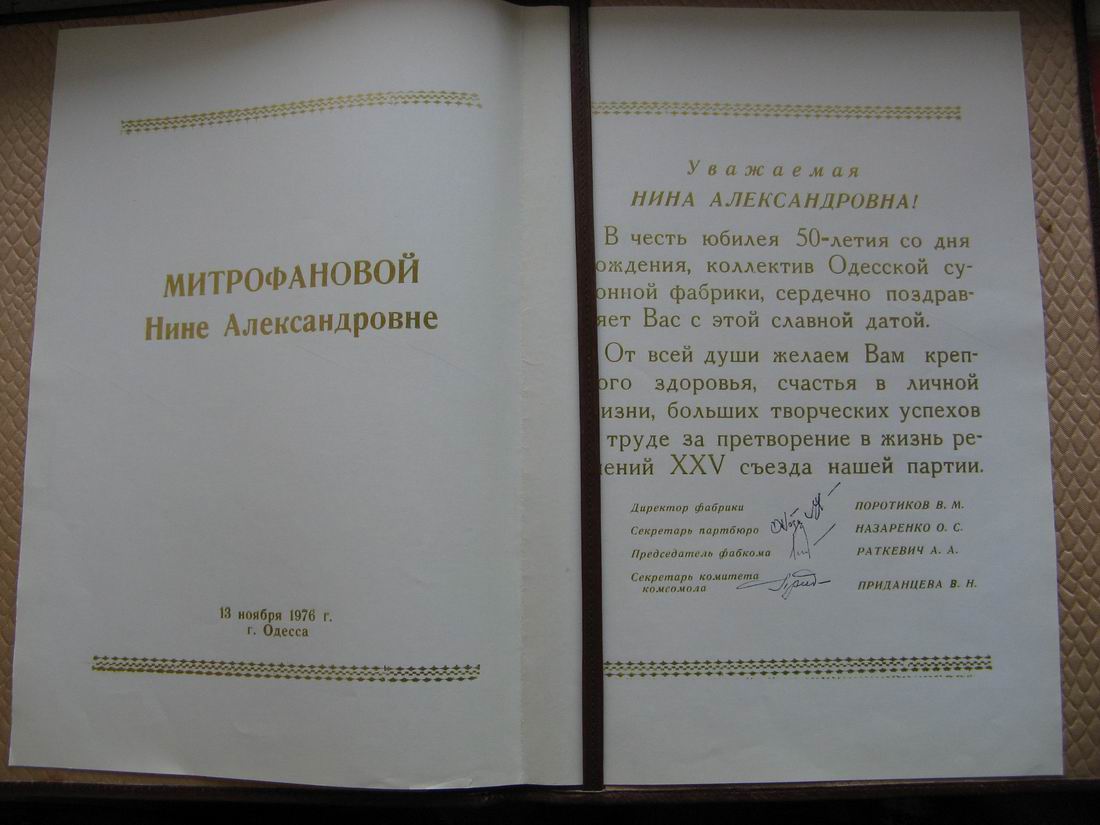 МИТРОФАНОВОЙ
Нине Александровне
13 ноября 1976 г.
г. Одесса
Уважаемая
НИНА АЛЕКСАНДРОВНА!
В честь юбилея 50-летия со дня
ождения, коллектив Одесской су-
онной фабрики, сердечно поздрав-
яет Вас с этой славной датой.
От всей души желаем Вам креп-
ого здоровья, счастья в личной
изни, больших творческих успехов
труде за претворение в жизнь ре-
ений XXV съезда нашей партии.
Директор фабрики ПОРОТИКОВ В. М.
Секретарь партбюро НАЗАРЕНКО О. С.
Председатель фабкома РАТКЕВИЧ А. А.
Секретарь комитета
комсомола ПРИДАНЦЕВА В. Н.